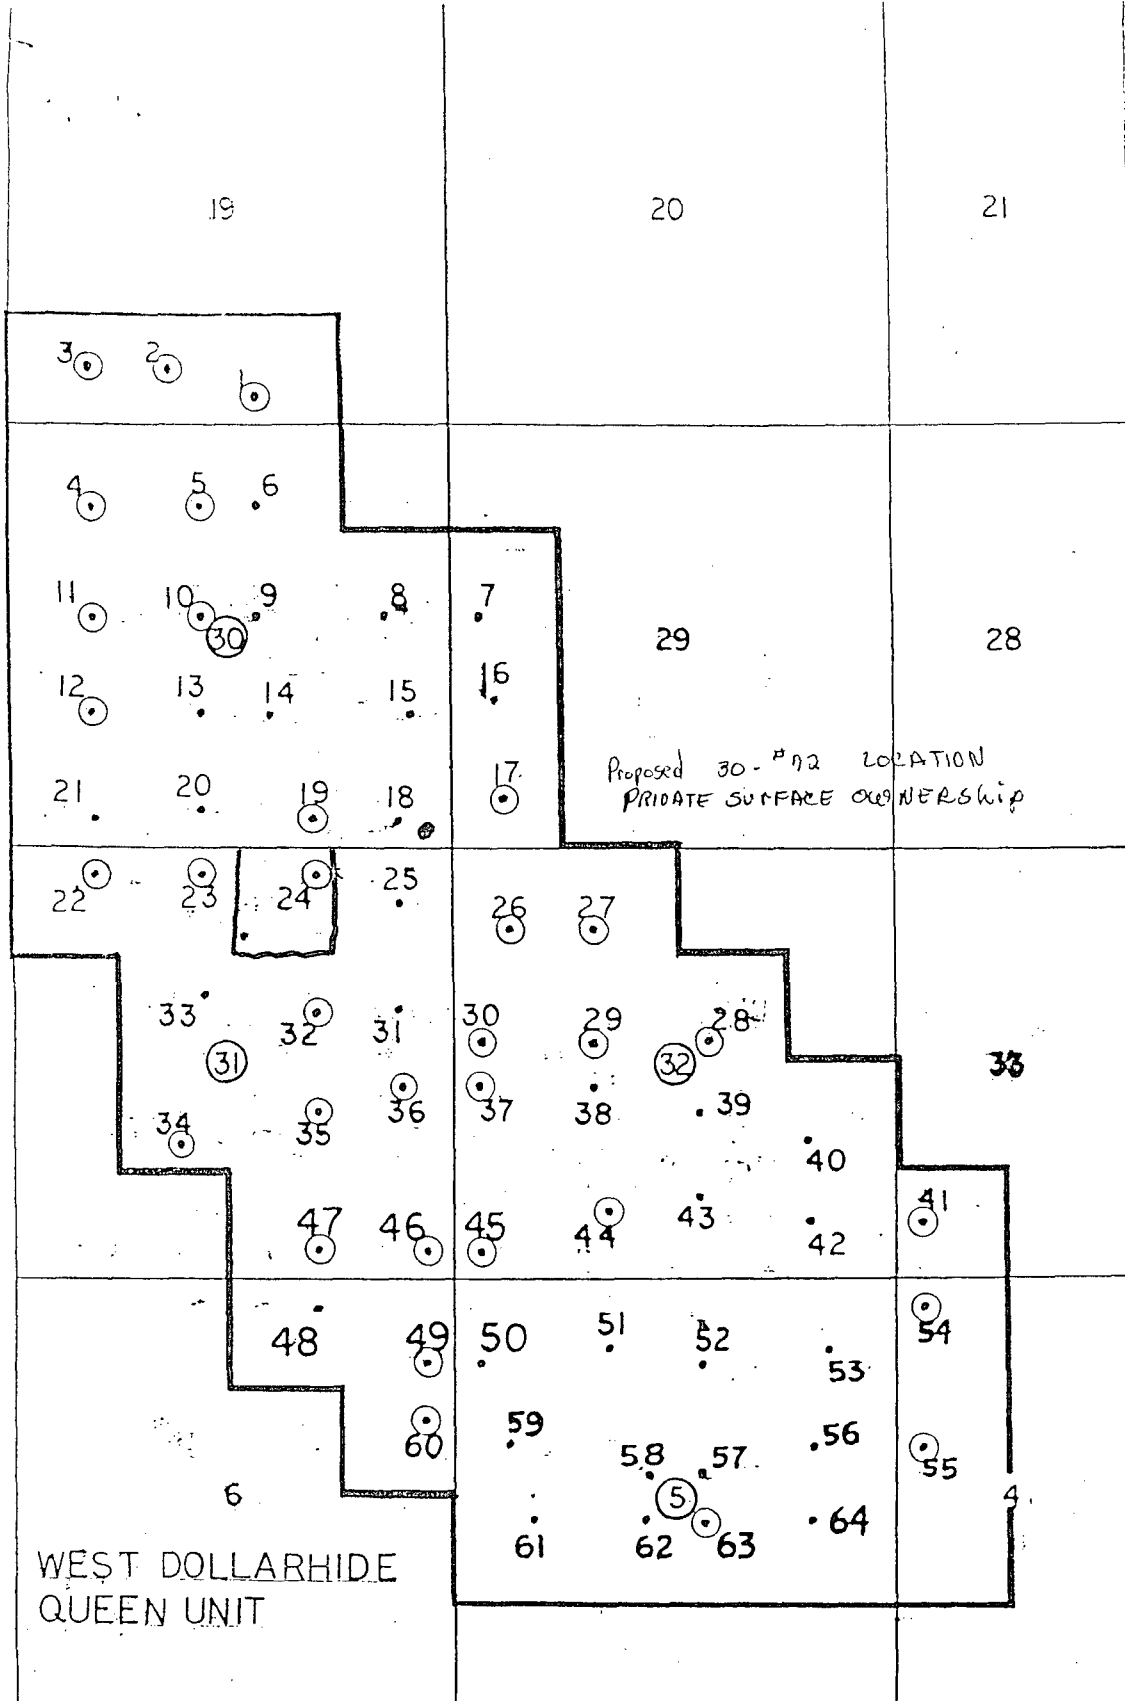 19 20 21
3 2 1
4 5 6
11 10 9 8 7
30 29 28
12 13 14 15 16
Proposed 30-#72 LOCATION
PRIVATE SURFACE OWNERSHIP
21 20 19 18 17
22 23 24 25 26 27
33 32 31 30 29 28
31 32 33
34 35 36 37 38 39
40
47 46 45 44 43 42 41
48 49 50 51 52 53 54
60 59 58 57 56 55
6 5 4
61 62 63 64
WEST DOLLARHIDE
QUEEN UNIT